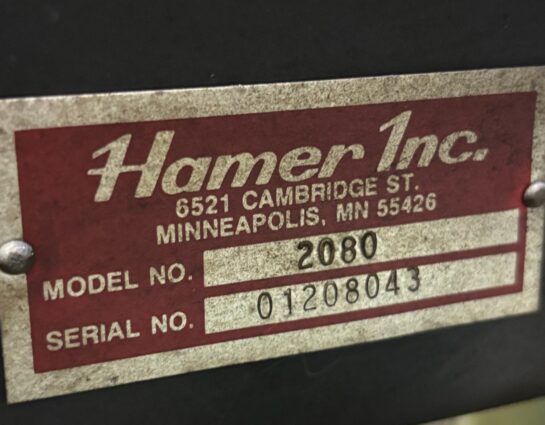 Hamer Inc.
6521 CAMBRIDGE ST.
MINNEAPOLIS, MN 55426
MODEL NO. 2080
SERIAL NO. 01208043